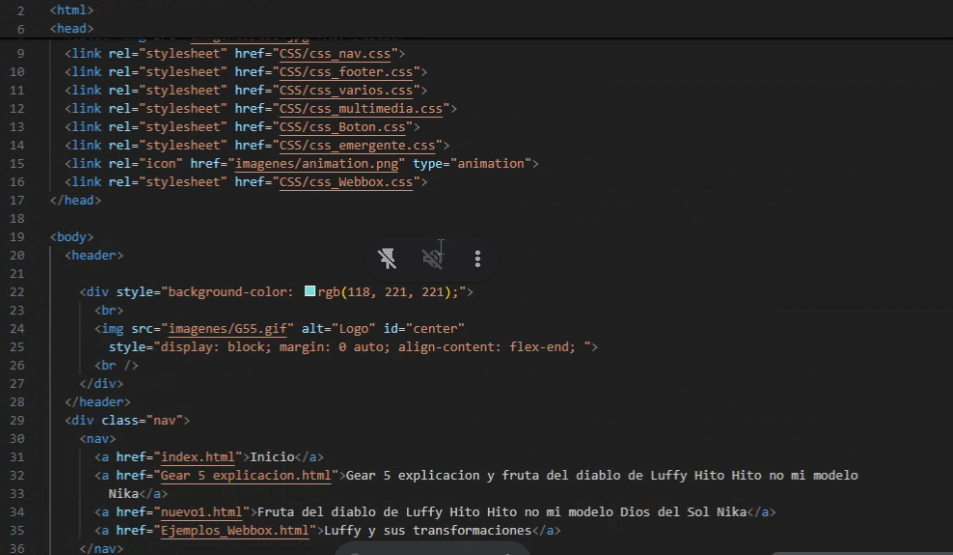 2 <html>
6 <head>
9 <link rel="stylesheet" href="CSS/css_nav.css">
10 <link rel="stylesheet" href="CSS/css_footer.css">
11 <link rel="stylesheet" href="CSS/css_varios.css">
12 <link rel="stylesheet" href="CSS/css_multimedia.css">
13 <link rel="stylesheet" href="CSS/css_Boton.css">
14 <link rel="stylesheet" href="CSS/css_emergente.css">
15 <link rel="icon" href="imagenes/animation.png" type="animation">
16 <link rel="stylesheet" href="CSS/css_Webbox.css">
17 </head>
18
19 <body>
20 <header>
21
22 <div style="background-color: rgb(118, 221, 221);">
23 <br>
24 <img src="imagenes/G55.gif" alt="Logo" id="center"
25 style="display: block; margin: 0 auto; align-content: flex-end; ">
26 <br />
27 </div>
28 </header>
29 <div class="nav">
30 <nav>
31 <a href="index.html">Inicio</a>
32 <a href="Gear 5 explicacion.html">Gear 5 explicacion y fruta del diablo de Luffy Hito Hito no mi modelo
33 Nika</a>
34 <a href="nuevo1.html">Fruta del diablo de Luffy Hito Hito no mi modelo Dios del Sol Nika</a>
35 <a href="Ejemplos_Webbox.html">Luffy y sus transformaciones</a>
36 </nav>